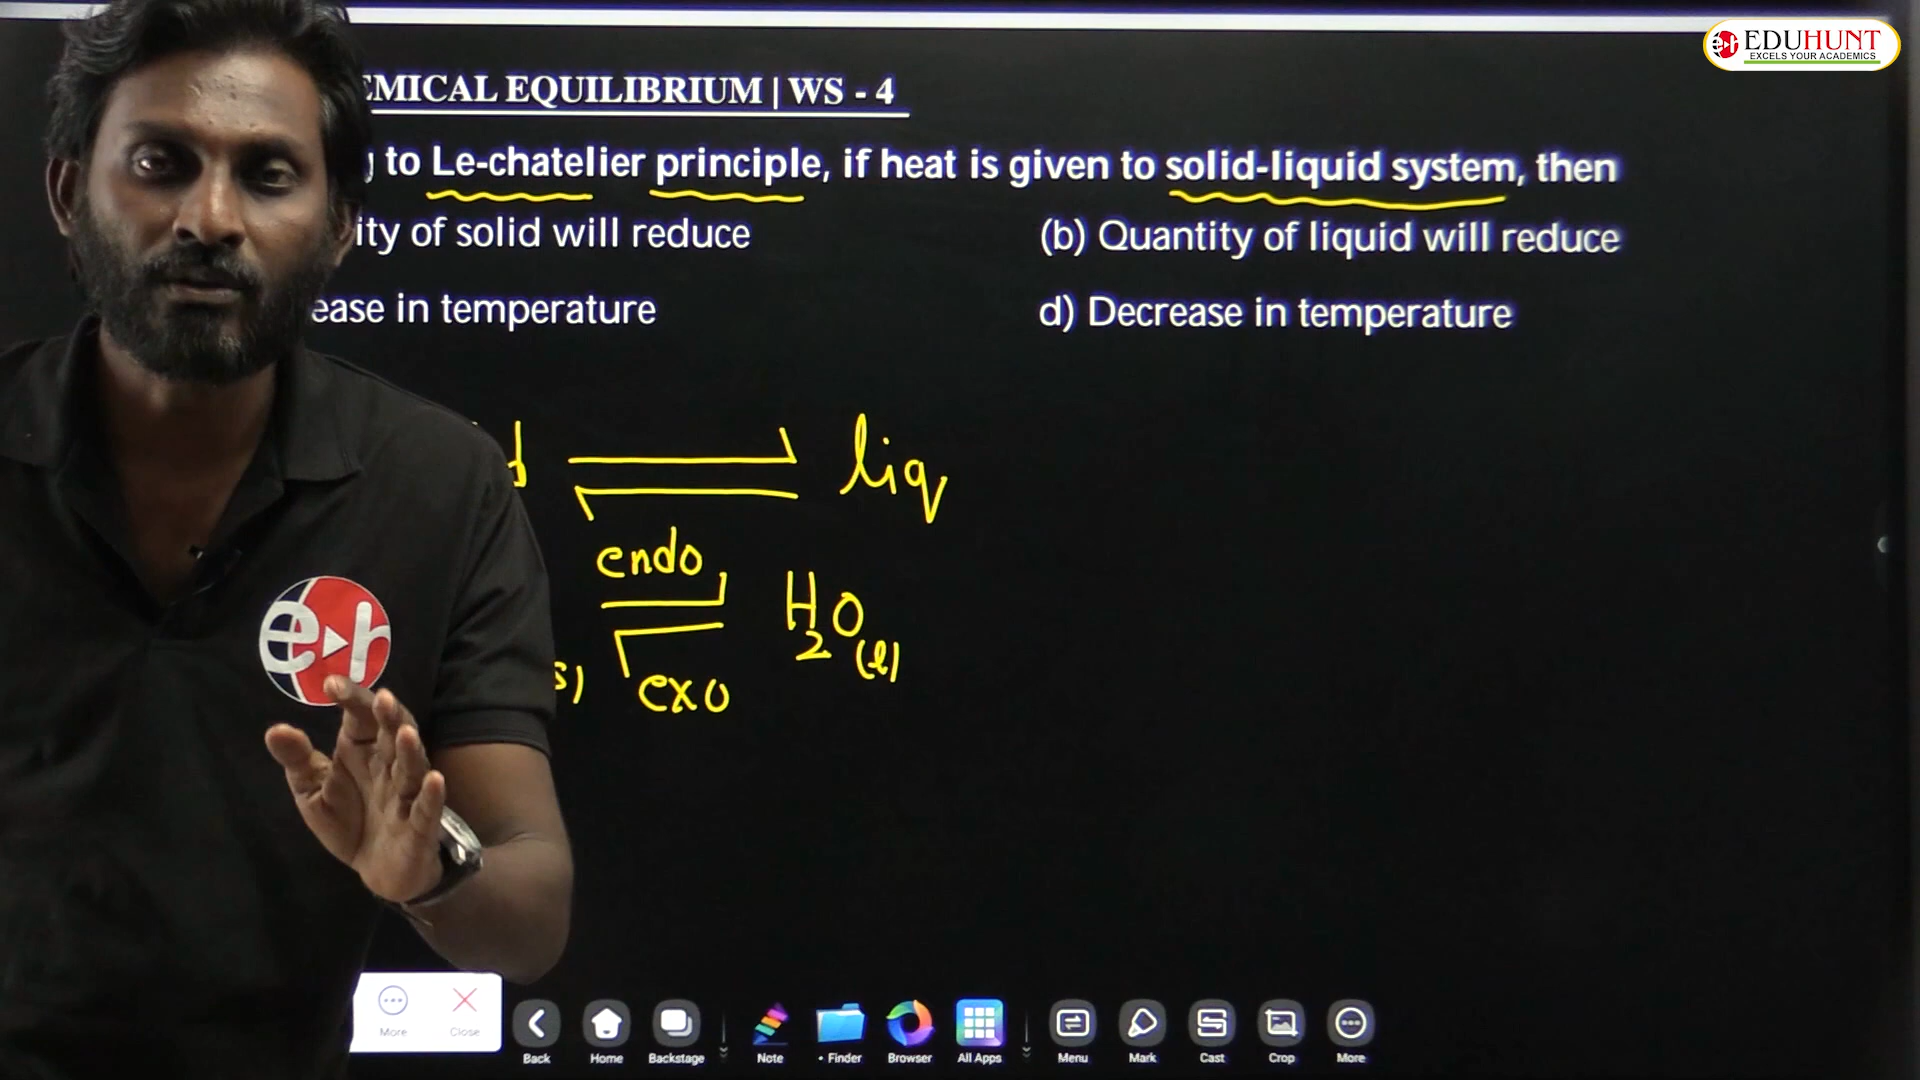 EDUHUNT
EXCELS YOUR ACADEMICS
EMICAL EQUILIBRIUM | WS - 4
to Le-chatelier principle, if heat is given to solid-liquid system, then
ity of solid will reduce (b) Quantity of liquid will reduce
ease in temperature d) Decrease in temperature
d ⇌ liq
endo
H2O(l)
s) exo
More Close
Back Home Backstage Note • Finder Browser All Apps Menu Mark Cast Crop More